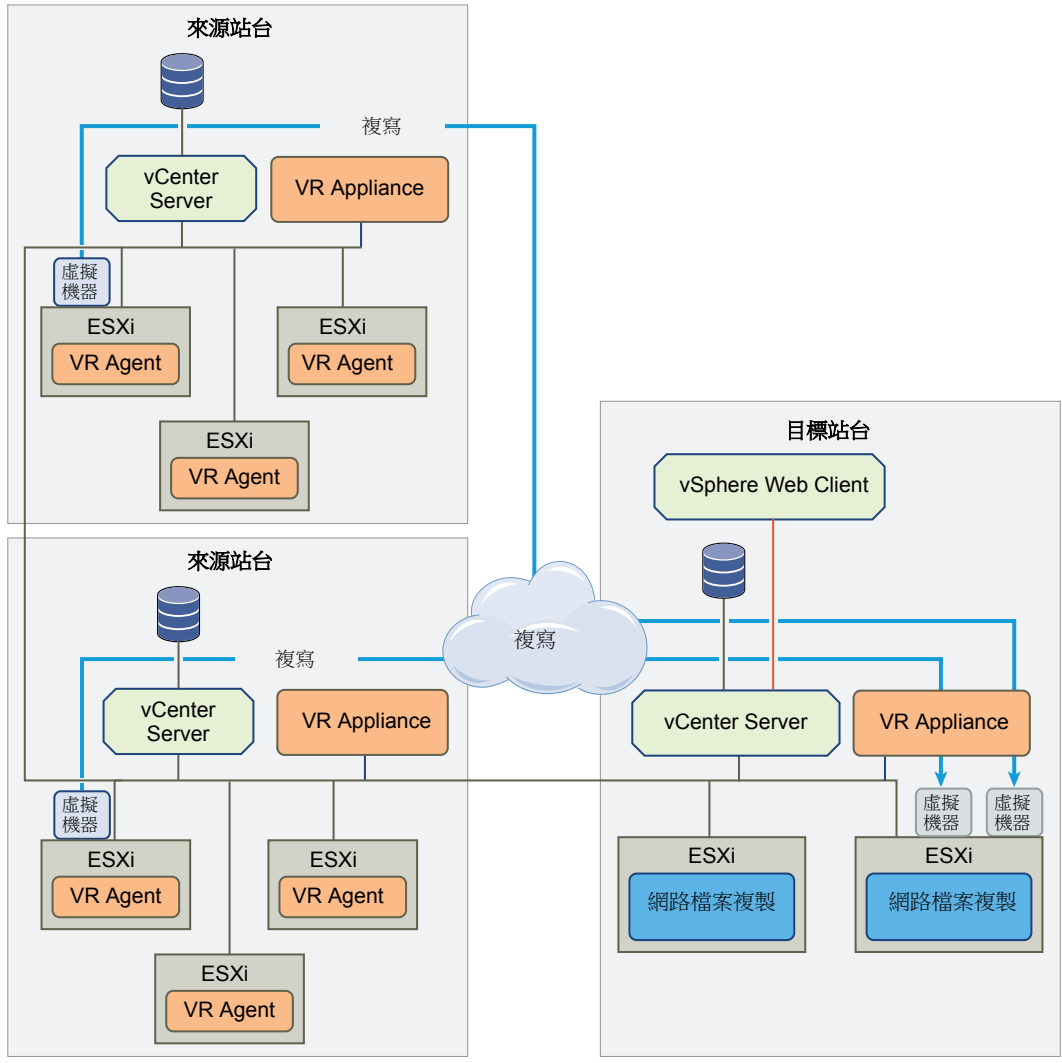 來源站台
複寫
vCenter
Server
VR Appliance
虛擬
機器
ESXi
VR Agent
ESXi
VR Agent
ESXi
VR Agent
來源站台
複寫
vCenter
Server
VR Appliance
虛擬
機器
ESXi
VR Agent
ESXi
VR Agent
ESXi
VR Agent
複寫
目標站台
vSphere Web Client
vCenter Server
VR Appliance
虛擬
機器
虛擬
機器
ESXi
網路檔案複製
ESXi
網路檔案複製